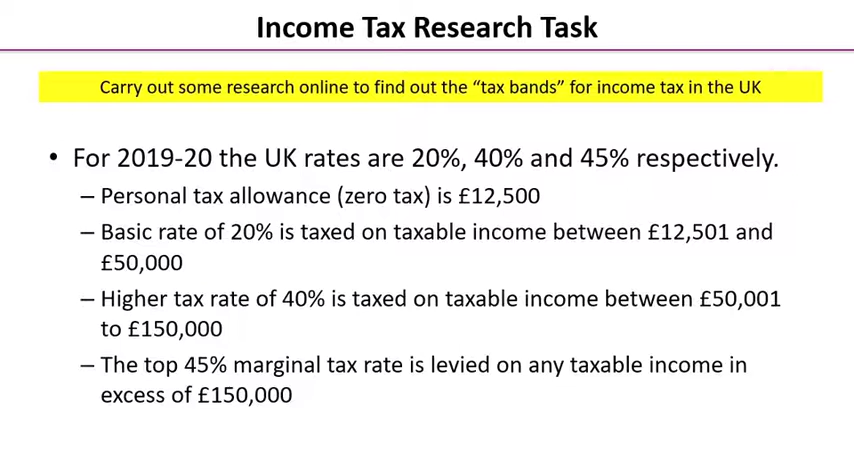 Income Tax Research Task
Carry out some research online to find out the “tax bands” for income tax in the UK
• For 2019-20 the UK rates are 20%, 40% and 45% respectively.
– Personal tax allowance (zero tax) is £12,500
– Basic rate of 20% is taxed on taxable income between £12,501 and
£50,000
– Higher tax rate of 40% is taxed on taxable income between £50,001
to £150,000
– The top 45% marginal tax rate is levied on any taxable income in
excess of £150,000